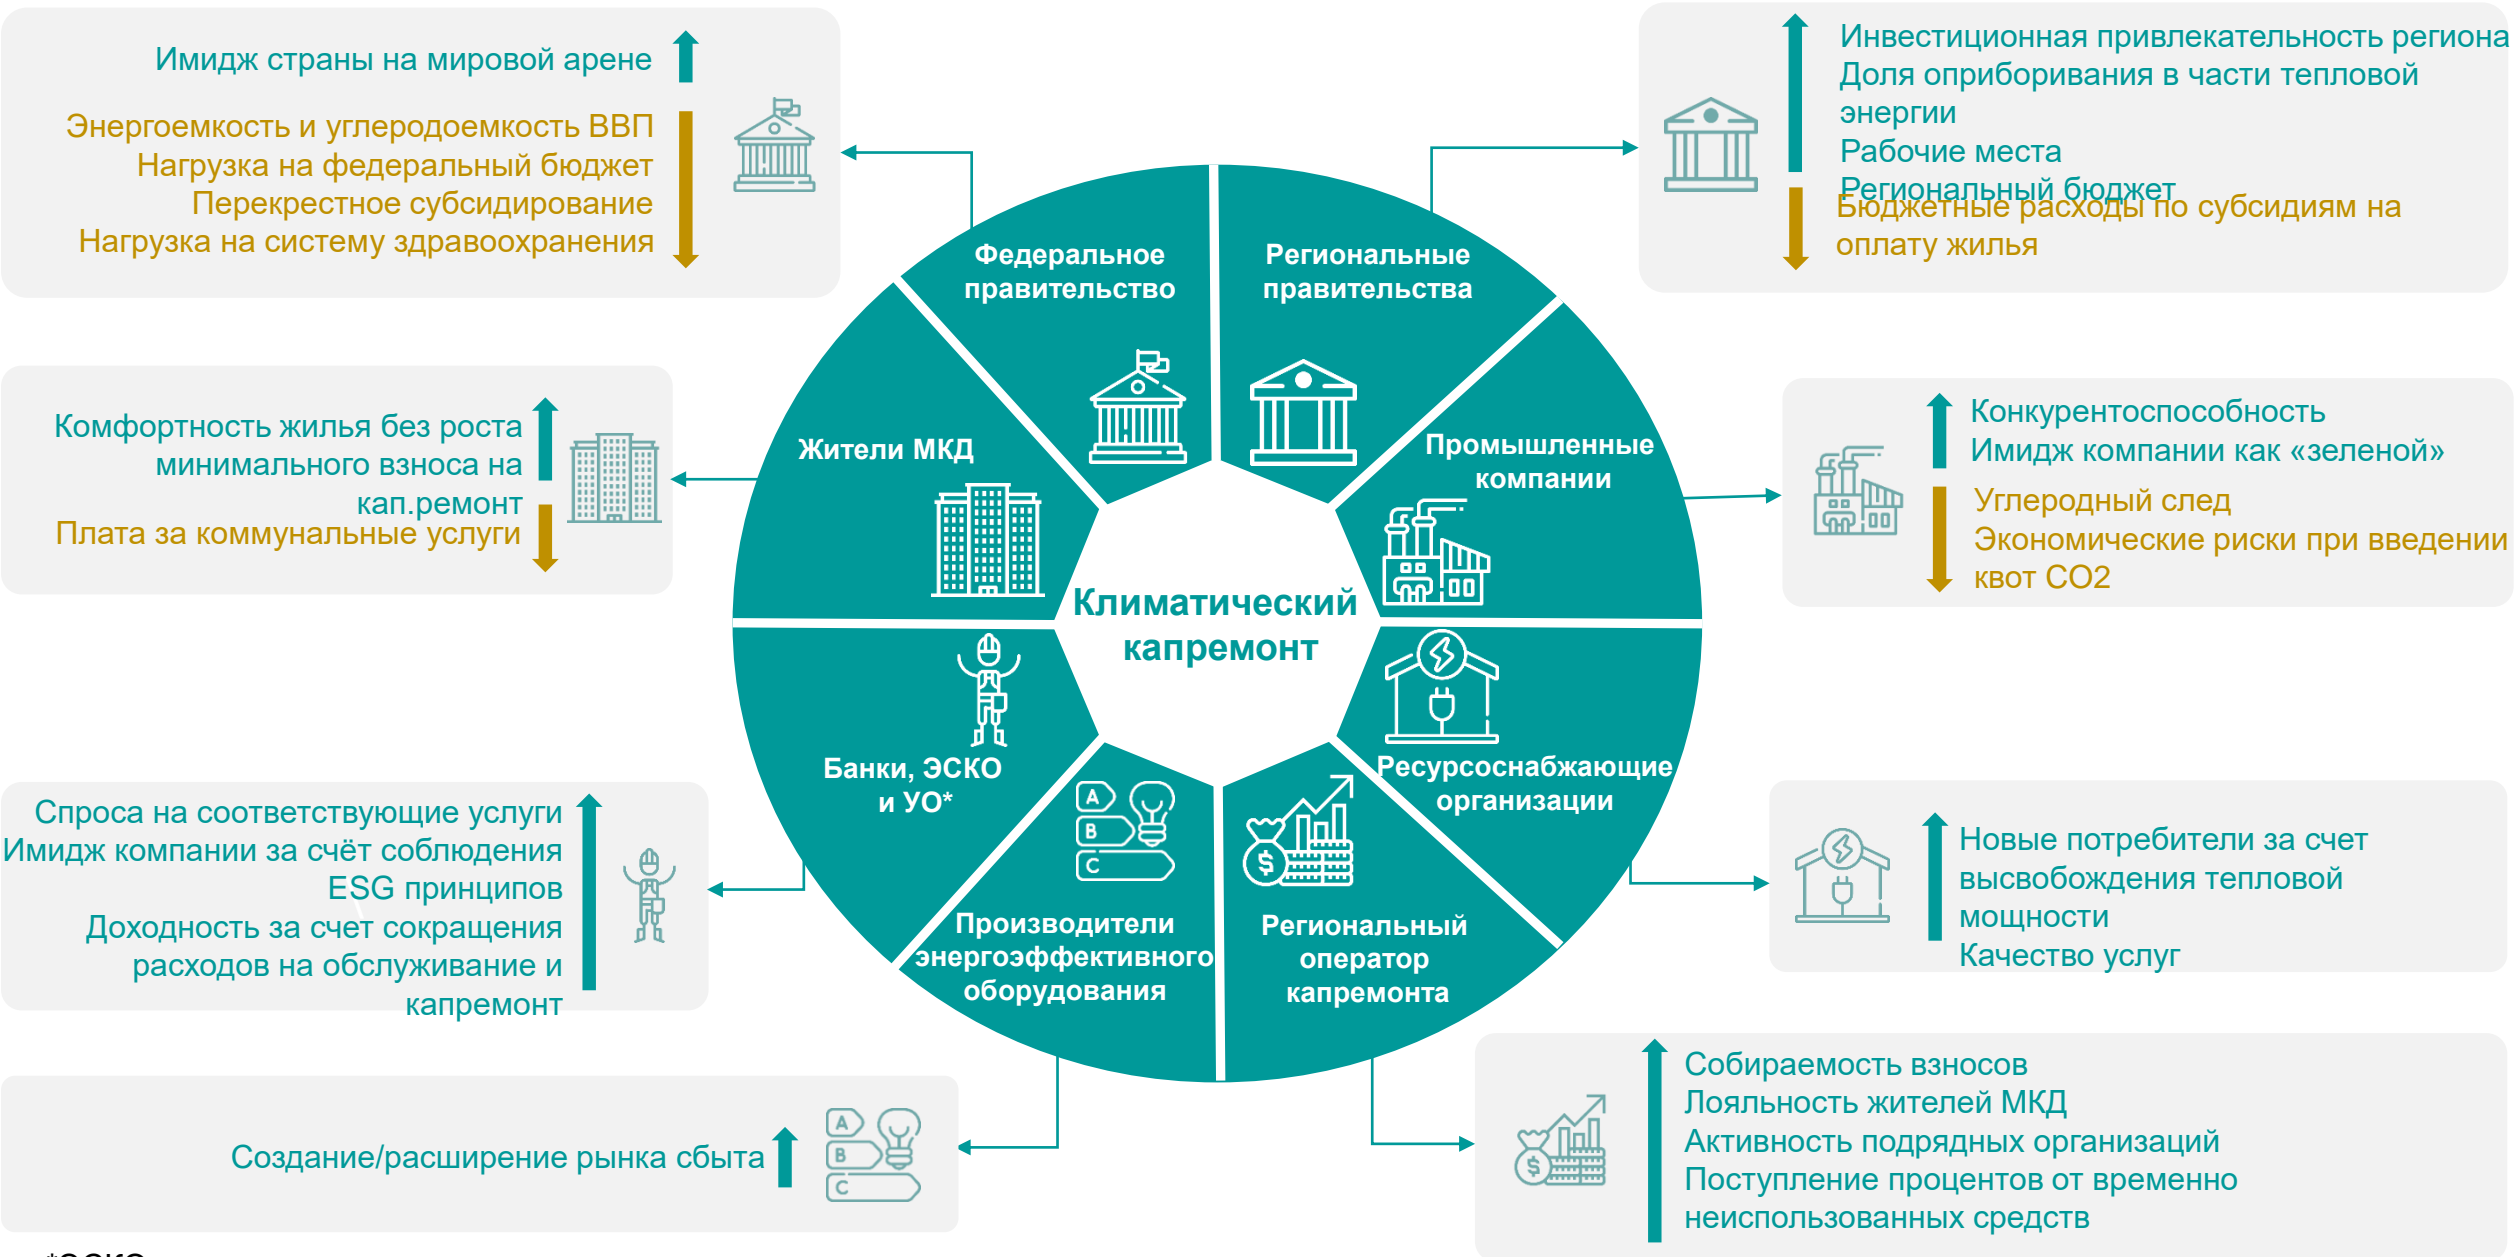 Имидж страны на мировой арене
Энергоемкость и углеродоемкость ВВП
Нагрузка на федеральный бюджет
Перекрестное субсидирование
Нагрузка на систему здравоохранения
Инвестиционная привлекательность региона
Доля оприборивания в части тепловой
энергии
Рабочие места
Региональный бюджет
Бюджетные расходы по субсидиям на
оплату жилья
Федеральное
правительство
Региональные
правительства
Комфортность жилья без роста
минимального взноса на
кап.ремонт
Плата за коммунальные услуги
Жители МКД
Промышленные
компании
Конкурентоспособность
Имидж компании как «зеленой»
Углеродный след
Экономические риски при введении
квот СО2
Климатический
капремонт
Банки, ЭСКО
и УО*
Ресурсоснабжающие
организации
Спроса на соответствующие услуги
Имидж компании за счёт соблюдения
ESG принципов
Доходность за счет сокращения
расходов на обслуживание и
капремонт
A
B
C
$
Производители
энергоэффективного
оборудования
Региональный
оператор
капремонта
Новые потребители за счет
высвобождения тепловой
мощности
Качество услуг
Создание/расширение рынка сбыта
A
B
C
$
Собираемость взносов
Лояльность жителей МКД
Активность подрядных организаций
Поступление процентов от временно
неиспользованных средств